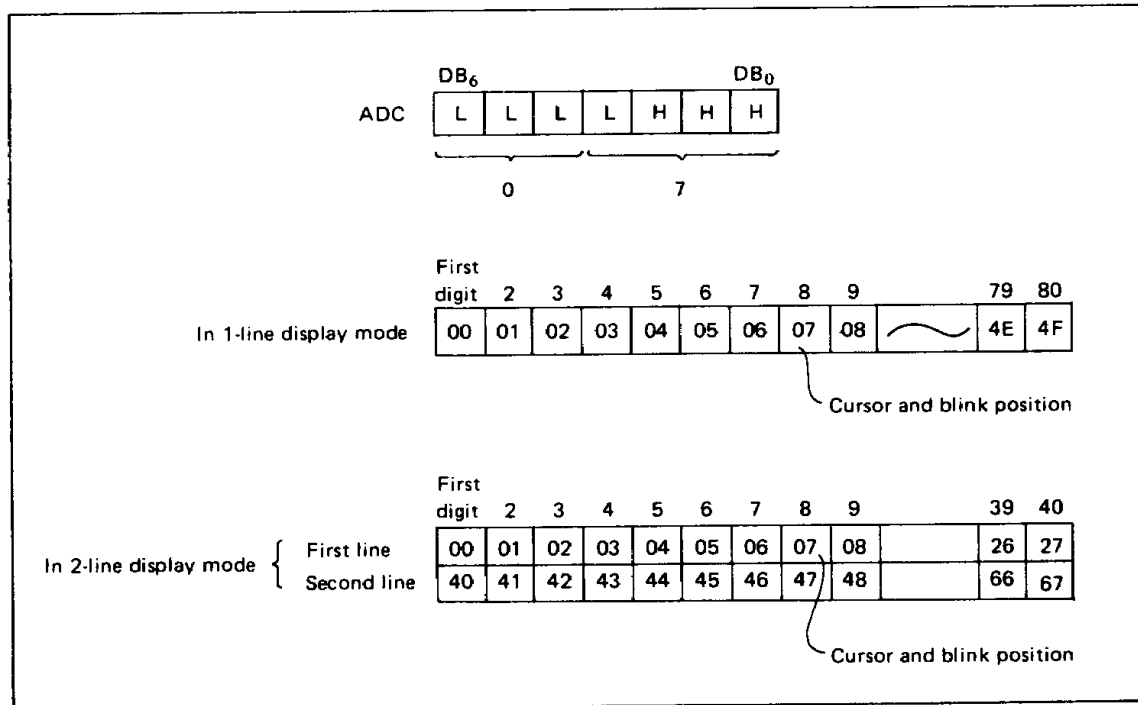 DB6 DB0
ADC L L L L H H H
0 7
First
digit 2 3 4 5 6 7 8 9 79 80
In 1-line display mode 00 01 02 03 04 05 06 07 08 4E 4F
Cursor and blink position
First
digit 2 3 4 5 6 7 8 9 39 40
In 2-line display mode { First line 00 01 02 03 04 05 06 07 08 26 27
Second line 40 41 42 43 44 45 46 47 48 66 67
Cursor and blink position